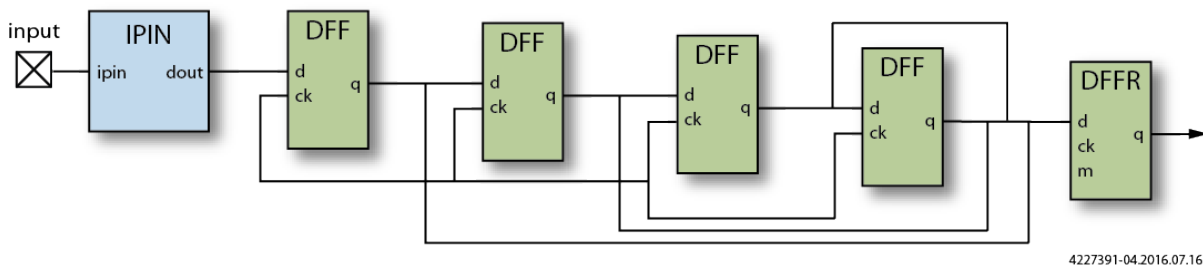 input
IPIN
ipin dout
DFF
d
ck
q
DFF
d
ck
q
DFF
d
ck
q
DFF
d
ck
q
DFFR
d
ck
m
q
4227391-04.2016.07.16